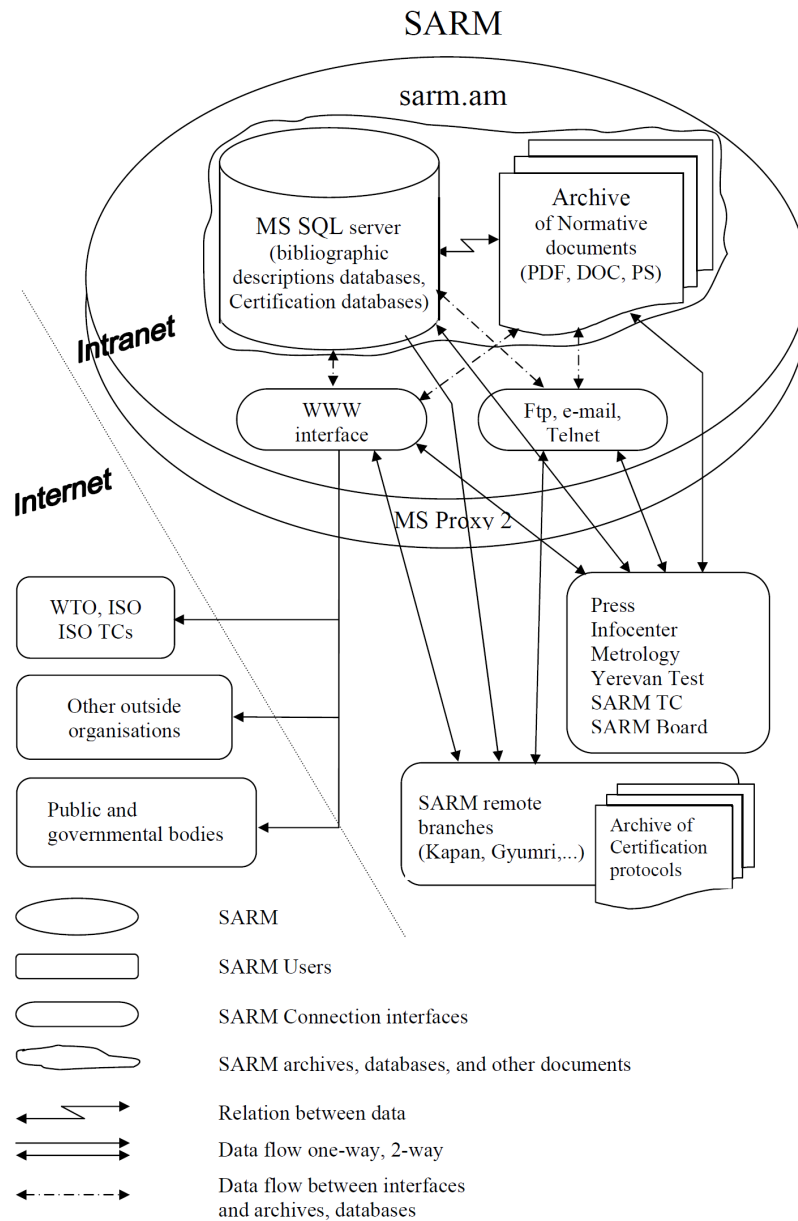 SARM
sarm.am
MS SQL server
(bibliographic
descriptions databases,
Certification databases)
Archive
of Normative
documents
(PDF, DOC, PS)
Intranet
WWW
interface
Ftp, e-mail,
Telnet
Internet
MS Proxy 2
WTO, ISO
ISO TCs
Other outside
organisations
Public and
governmental bodies
Press
Infocenter
Metrology
Yerevan Test
SARM TC
SARM Board
SARM remote
branches
(Kapan, Gyumri,...)
Archive of
Certification
protocols
SARM
SARM Users
SARM Connection interfaces
SARM archives, databases, and other documents
Relation between data
Data flow one-way, 2-way
Data flow between interfaces
and archives, databases